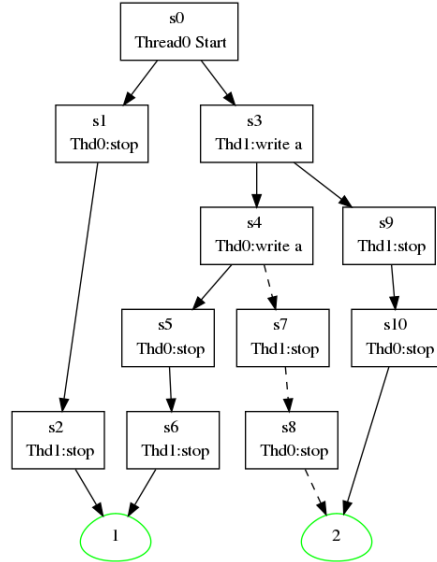 s0
Thread0 Start
s1
Thd0:stop
s3
Thd1:write a
s4
Thd0:write a
s9
Thd1:stop
s5
Thd0:stop
s7
Thd1:stop
s10
Thd0:stop
s2
Thd1:stop
s6
Thd1:stop
s8
Thd0:stop
1
2